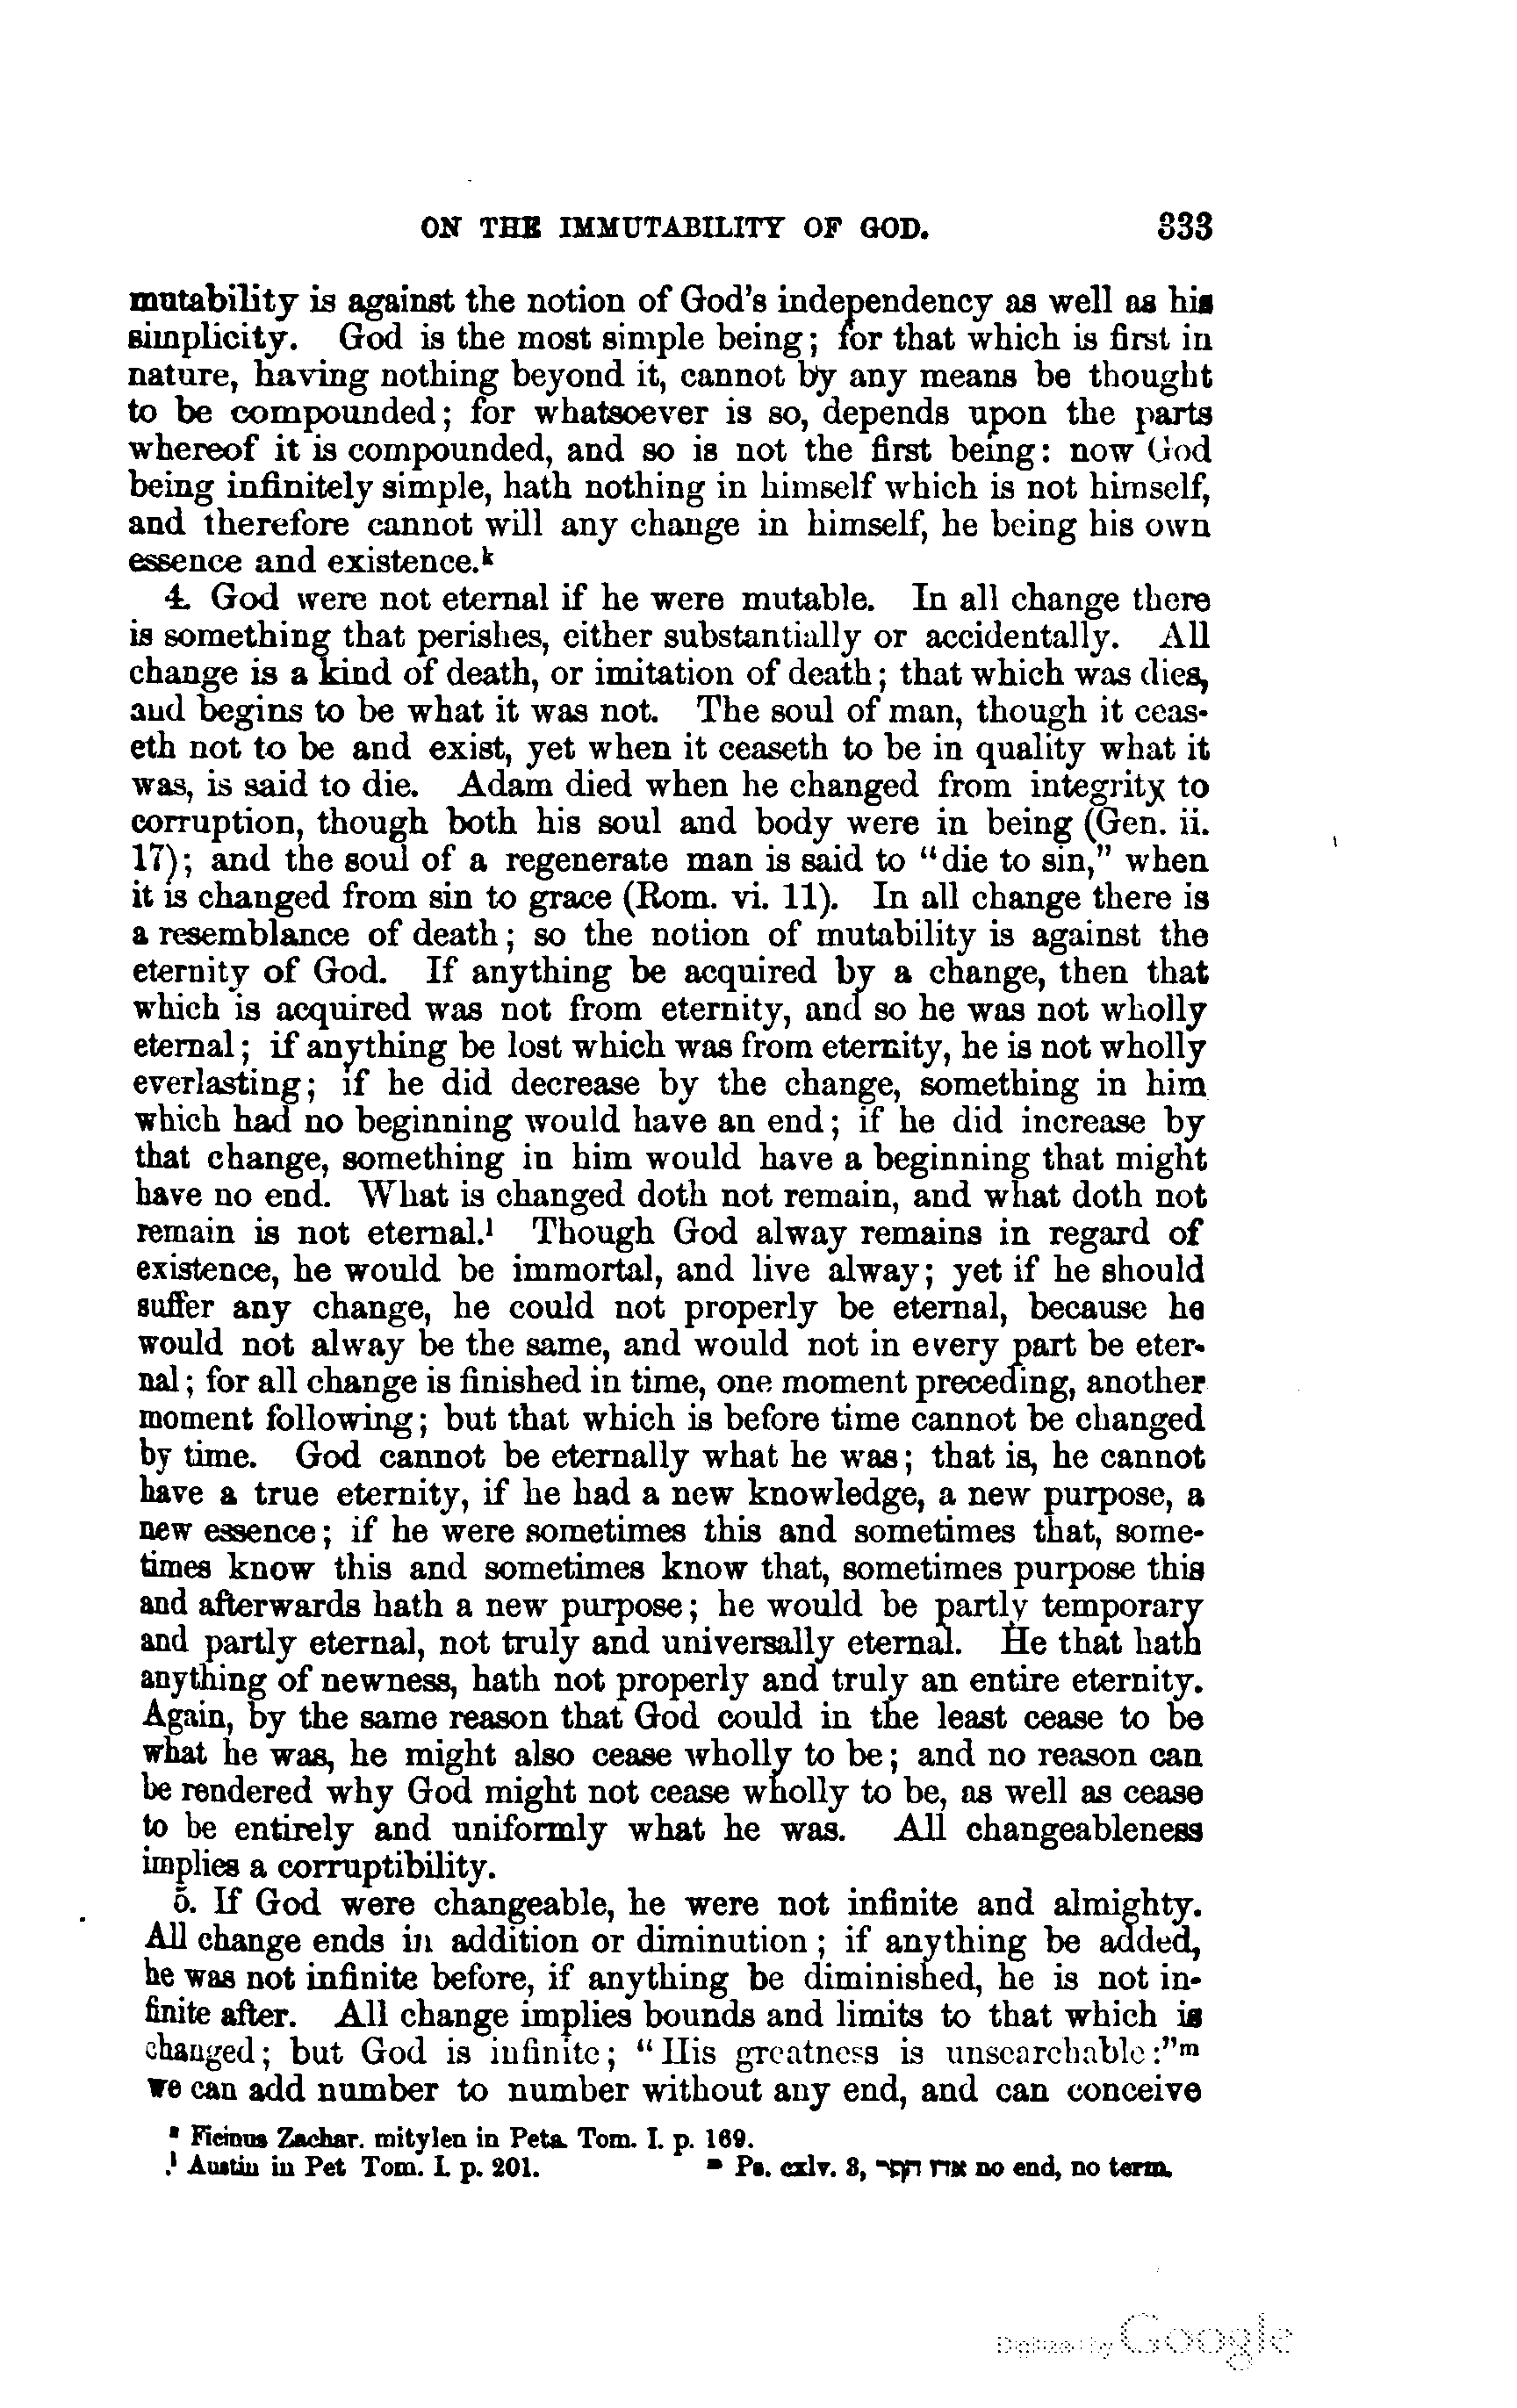 ON THE IMMUTABILITY OF GOD. 333
mutability is against the notion of God's independency as well as his
simplicity. God is the most simple being; for that which is first in
nature, having nothing beyond it, cannot by any means be thought
to be compounded; for whatsoever is so, depends upon the parts
whereof it is compounded, and so is not the first being: now God
being infinitely simple, hath nothing in himself which is not himself,
and therefore cannot will any change in himself, he being his own
essence and existence.k
4. God were not eternal if he were mutable. In all change there
is something that perishes, either substantially or accidentally. All
change is a kind of death, or imitation of death; that which was dies,
and begins to be what it was not. The soul of man, though it ceas-
eth not to be and exist, yet when it ceaseth to be in quality what it
was, is said to die. Adam died when he changed from integrity to
corruption, though both his soul and body were in being (Gen. ii.
17); and the soul of a regenerate man is said to "die to sin," when
it is changed from sin to grace (Rom. vi. 11). In all change there is
a resemblance of death; so the notion of mutability is against the
eternity of God. If anything be acquired by a change, then that
which is acquired was not from eternity, and so he was not wholly
eternal; if anything be lost which was from eternity, he is not wholly
everlasting; if he did decrease by the change, something in him
which had no beginning would have an end; if he did increase by
that change, something in him would have a beginning that might
have no end. What is changed doth not remain, and what doth not
remain is not eternal.l Though God alway remains in regard of
existence, he would be immortal, and live alway; yet if he should
suffer any change, he could not properly be eternal, because he
would not alway be the same, and would not in every part be eter-
nal; for all change is finished in time, one moment preceding, another
moment following; but that which is before time cannot be changed
by time. God cannot be eternally what he was; that is, he cannot
have a true eternity, if he had a new knowledge, a new purpose, a
new essence; if he were sometimes this and sometimes that, some-
times know this and sometimes know that, sometimes purpose this
and afterwards hath a new purpose; he would be partly temporary
and partly eternal, not truly and universally eternal. He that hath
anything of newness, hath not properly and truly an entire eternity.
Again, by the same reason that God could in the least cease to be
what he was, he might also cease wholly to be; and no reason can
be rendered why God might not cease wholly to be, as well as cease
to be entirely and uniformly what he was. All changeableness
implies a corruptibility.
5. If God were changeable, he were not infinite and almighty.
All change ends in addition or diminution; if anything be added,
he was not infinite before, if anything be diminished, he is not in-
finite after. All change implies bounds and limits to that which is
changed; but God is infinite; "His greatness is unsearchable:"m
we can add number to number without any end, and can conceive
Ficinus Zachar. mitylen in Peta. Tom. I. p. 169.
l Austin in Pet Tom. I. p. 201. m Ps. cxlv. 3, no end, no term.
Digitized by Google